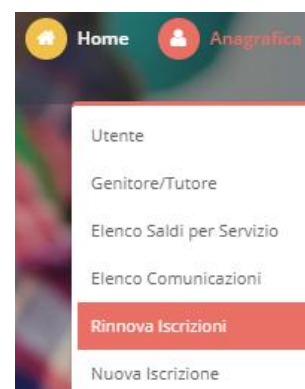 Home Anagrafica
Utente
Genitore/Tutore
Elenco Saldi per Servizio
Elenco Comunicazioni
Rinnova Iscrizioni
Nuova Iscrizione